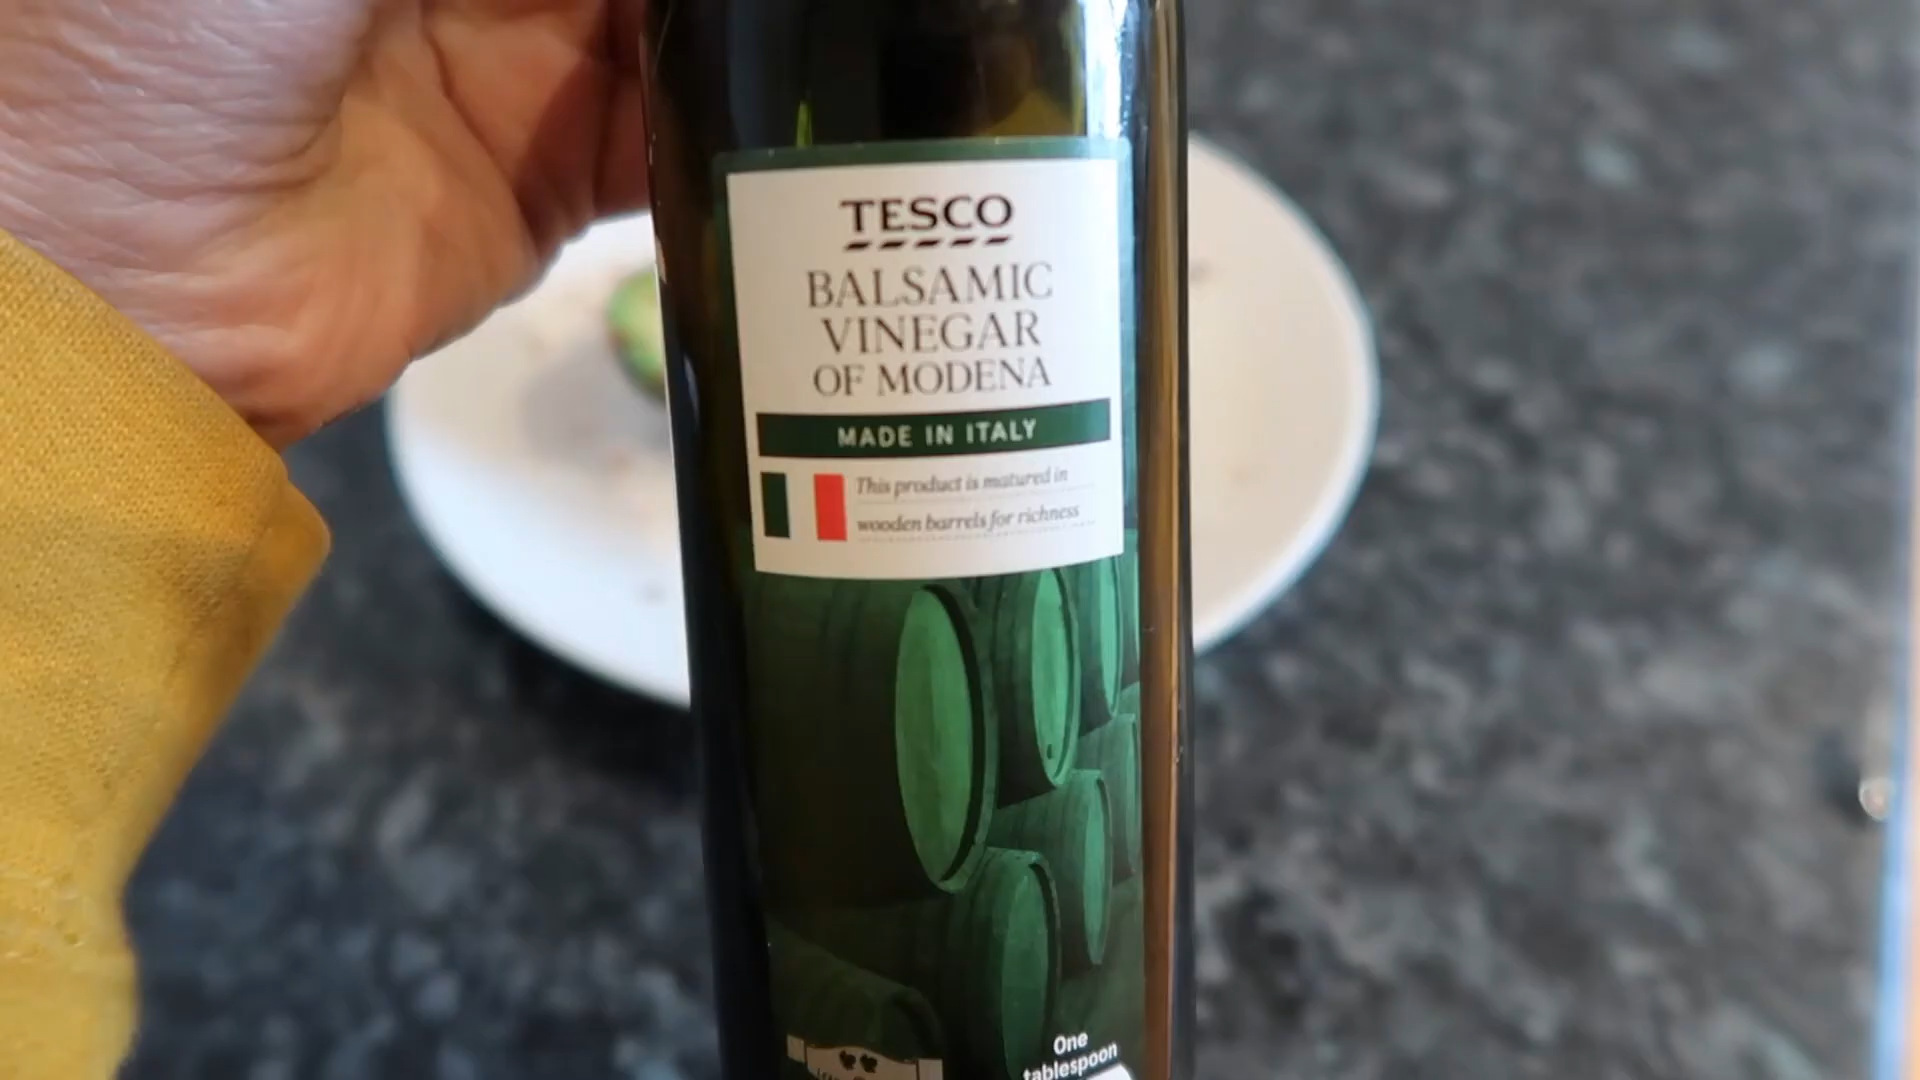 TESCO
BALSAMIC
VINEGAR
OF MODENA
MADE IN ITALY
This product is matured in
wooden barrels for richness
One
tablespoon